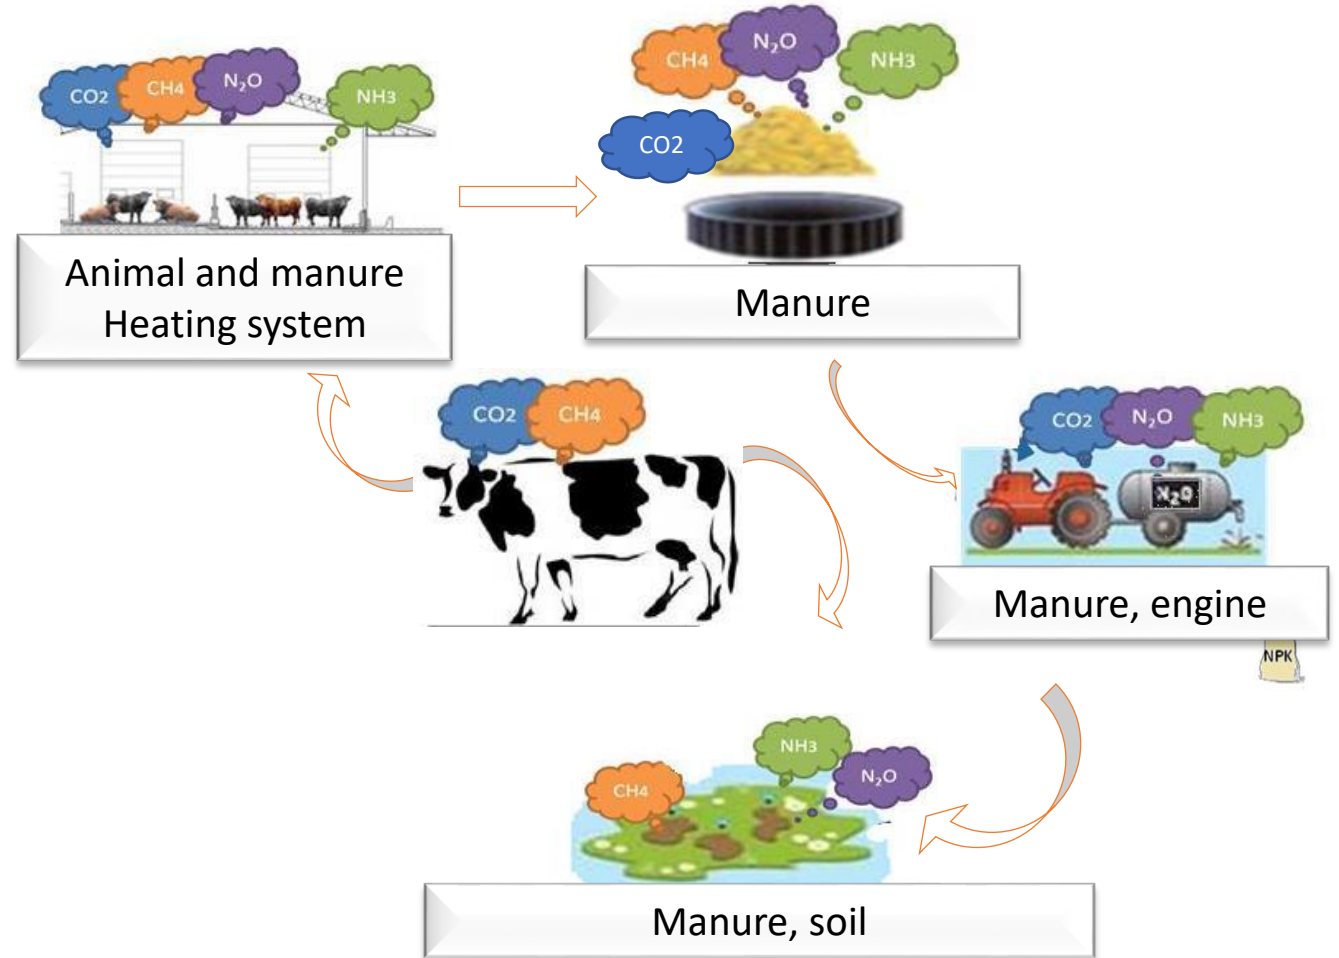 CO2
CH4
N₂O
NH3
Animal and manure
Heating system
CH4
N₂O
NH3
CO2
Manure
CO2
CH4
CO2
N₂O
NH3
N₂O
Manure, engine
NPK
CH4
NH3
N₂O
Manure, soil